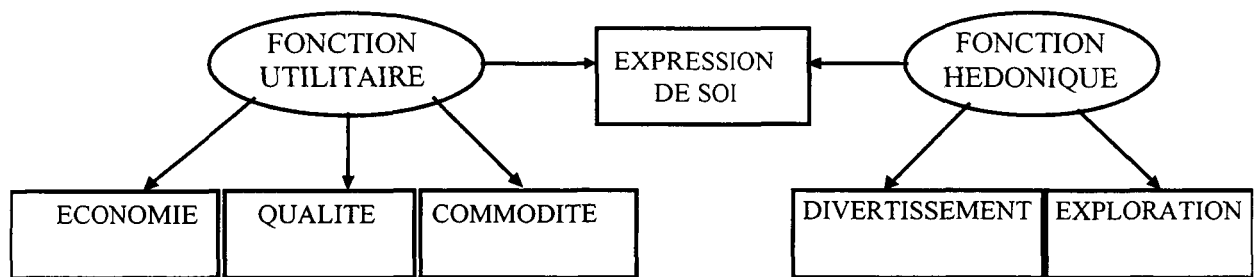 FONCTION
UTILITAIRE
EXPRESSION
DE SOI
FONCTION
HEDONIQUE
ECONOMIE
QUALITE
COMMODITE
DIVERTISSEMENT
EXPLORATION